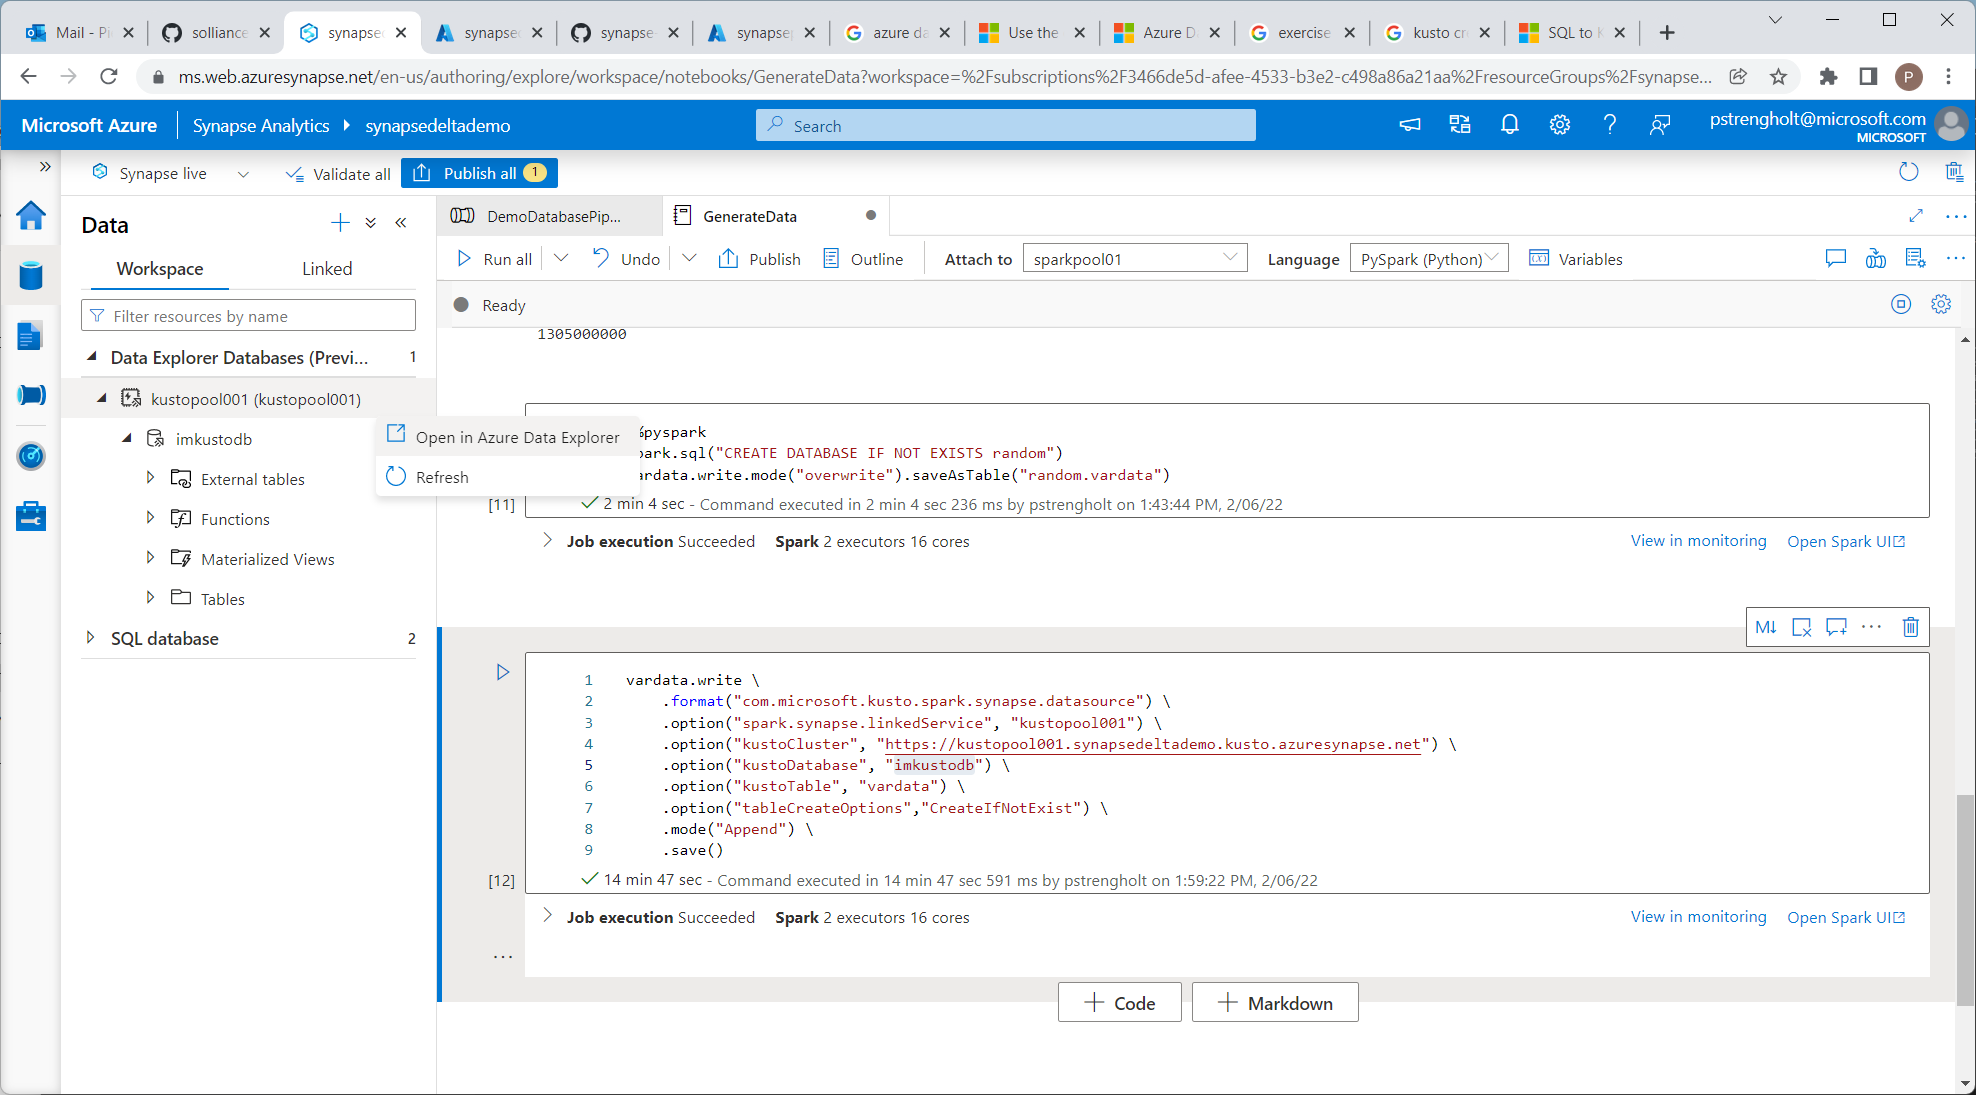 Mail - Pi
solliance
synapsed
synapsed
synapse
synapse
azure da
Use the
Azure D
exercise
kusto cr
SQL to K
ms.web.azuresynapse.net/en-us/authoring/explore/workspace/notebooks/GenerateData?workspace=%2Fsubscriptions%2F3466de5d-afee-4533-b3e2-c498a86a21aa%2FresourceGroups%2Fsynapse...
P
Microsoft Azure
Synapse Analytics
synapsedeltademo
Search
pstrengholt@microsoft.com
MICROSOFT
Synapse live
Validate all
Publish all 1
Data
Workspace
Linked
Filter resources by name
Data Explorer Databases (Previ... 1
kustopool001 (kustopool001)
imkustodb
External tables
Functions
Materialized Views
Tables
SQL database 2
Open in Azure Data Explorer
Refresh
DemoDatabasePip...
GenerateData
Run all
Undo
Publish
Outline
Attach to
sparkpool01
Language
PySpark (Python)
Variables
Ready
1305000000
%pyspark
park.sql("CREATE DATABASE IF NOT EXISTS random")
ardata.write.mode("overwrite").saveAsTable("random.vardata")
[11]
2 min 4 sec - Command executed in 2 min 4 sec 236 ms by pstrengholt on 1:43:44 PM, 2/06/22
Job execution Succeeded Spark 2 executors 16 cores
View in monitoring
Open Spark UI
M↓
1 vardata.write \
2 .format("com.microsoft.kusto.spark.synapse.datasource") \
3 .option("spark.synapse.linkedService", "kustopool001") \
4 .option("kustoCluster", "https://kustopool001.synapsedeltademo.kusto.azuresynapse.net") \
5 .option("kustoDatabase", "imkustodb") \
6 .option("kustoTable", "vardata") \
7 .option("tableCreateOptions","CreateIfNotExist") \
8 .mode("Append") \
9 .save()
[12]
14 min 47 sec - Command executed in 14 min 47 sec 591 ms by pstrengholt on 1:59:22 PM, 2/06/22
Job execution Succeeded Spark 2 executors 16 cores
View in monitoring
Open Spark UI
...
+ Code
+ Markdown